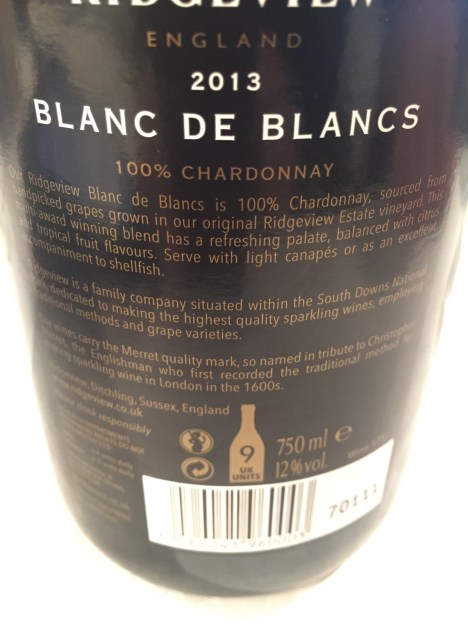 RIDGEVIEW
ENGLAND
2013
BLANC DE BLANCS
100% CHARDONNAY
Our Ridgeview Blanc de Blancs is 100% Chardonnay, sourced from
handpicked grapes grown in our original Ridgeview Estate vineyard. This
multi-award winning blend has a refreshing palate, balanced with citrus
and tropical fruit flavours. Serve with light canapés or as an excellent
accompaniment to shellfish.
Ridgeview is a family company situated within the South Downs National
Park, dedicated to making the highest quality sparkling wines, employing
traditional methods and grape varieties.
Our wines carry the Merret quality mark, so named in tribute to Christopher
Merret, the Englishman who first recorded the traditional method for
making sparkling wine in London in the 1600s.
Ridgeview, Ditchling, Sussex, England
www.ridgeview.co.uk
Please drink responsibly
9
UK
UNITS
750 ml e
12%vol.
70111